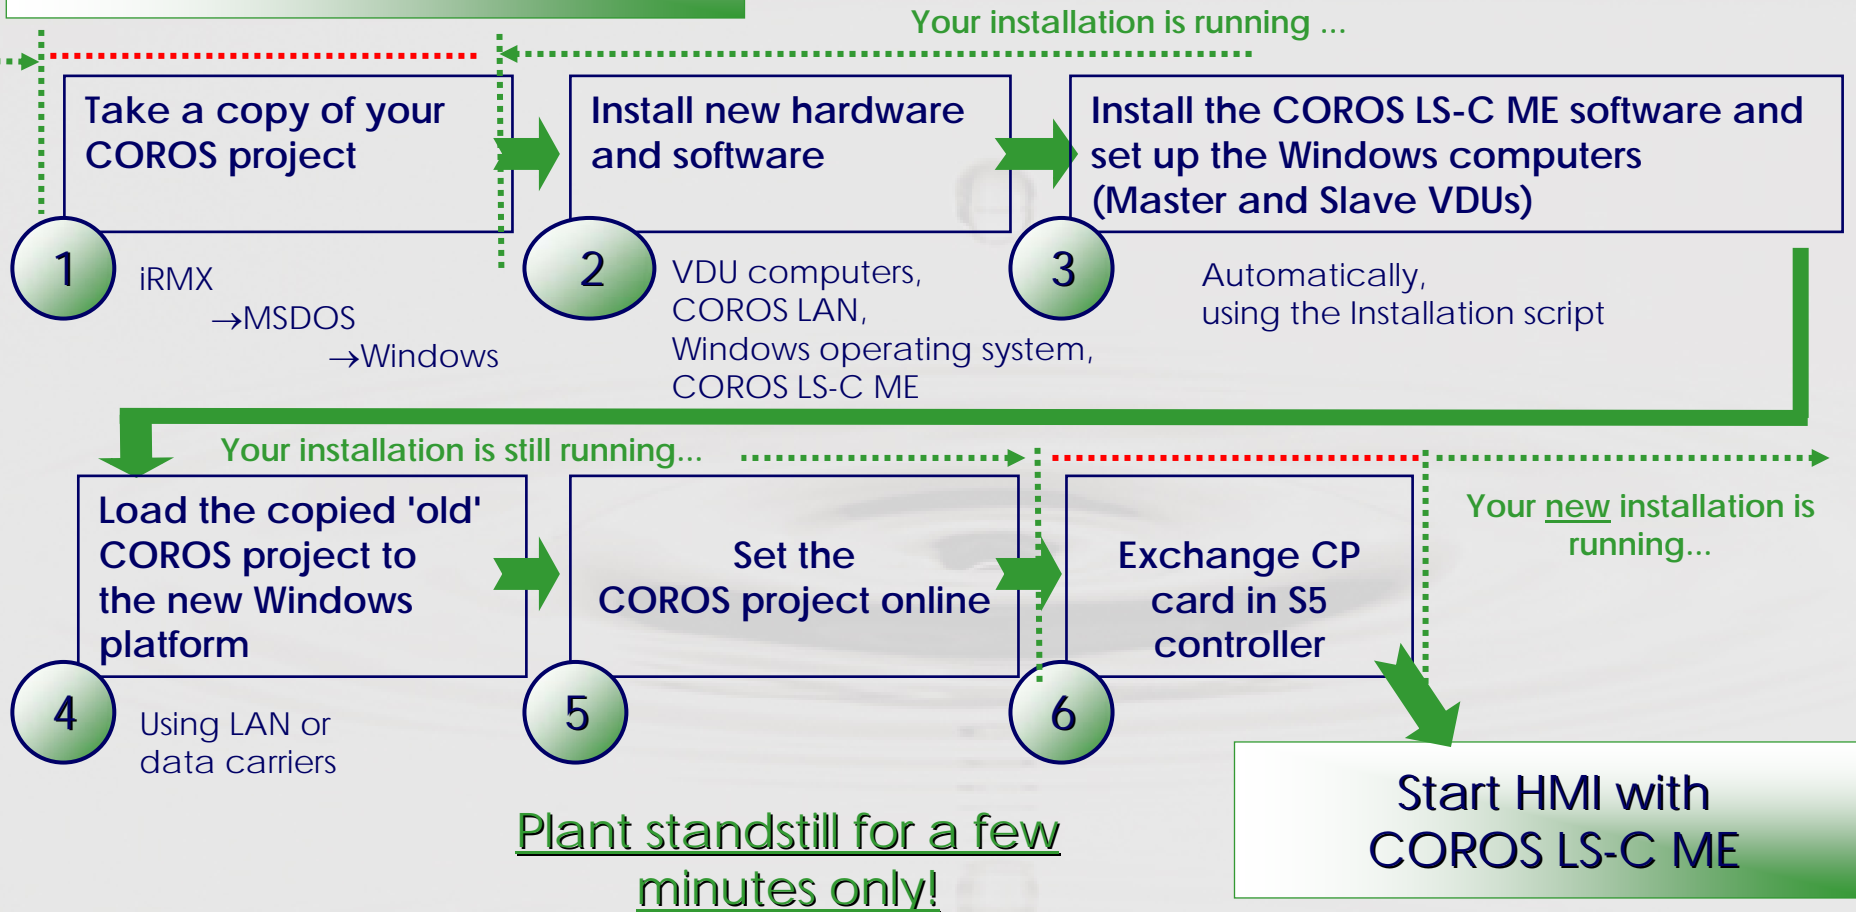 Your installation is running ...
Take a copy of your
COROS project
Install new hardware
and software
Install the COROS LS-C ME software and
set up the Windows computers
(Master and Slave VDUs)
1
iRMX
→MSDOS
→Windows
2
VDU computers,
COROS LAN,
Windows operating system,
COROS LS-C ME
3
Automatically,
using the Installation script
Your installation is still running...
Load the copied 'old'
COROS project to
the new Windows
platform
Set the
COROS project online
Exchange CP
card in S5
controller
Your new installation is
running...
4
Using LAN or
data carriers
5
6
Start HMI with
COROS LS-C ME
Plant standstill for a few
minutes only!